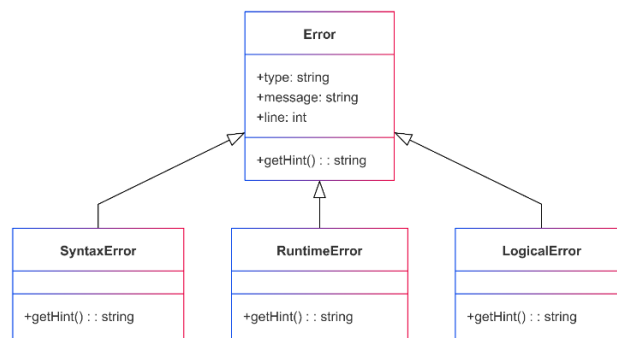 Error
+type: string
+message: string
+line: int
+getHint() : : string
SyntaxError
+getHint() : : string
RuntimeError
+getHint() : : string
LogicalError
+getHint() : : string